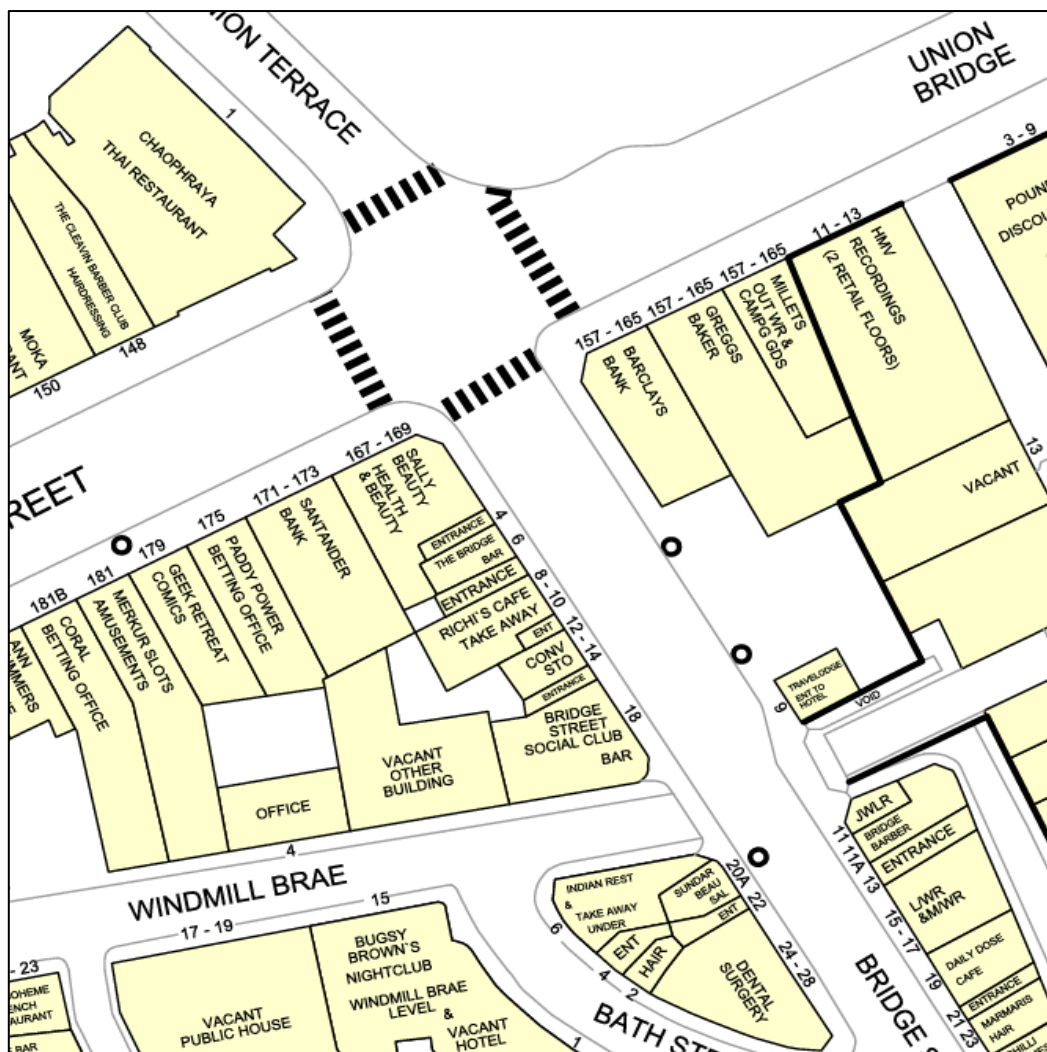 UNION
BRIDGE
TERRACE
1
CHAOPHRAYA
THAI RESTAURANT
THE CLEAVIN BARBER CLUB
HAIRDRESSING
MOKA
148
150
3 - 9
11 - 13
HMV
RECORDINGS
(2 RETAIL FLOORS)
157 - 165
MILLETS
OUT WR &
CAMPG GDS
157 - 165
GREGGS
BAKER
157 - 165
BARCLAYS
BANK
13
VACANT
167 - 169
SALLY
BEAUTY
HEALTH
& BEAUTY
171 - 173
SANTANDER
BANK
175
PADDY POWER
BETTING OFFICE
179
GEEK RETREAT
COMICS
181
MERKUR SLOTS
AMUSEMENTS
181B
CORAL
BETTING OFFICE
ANN
4
ENTRANCE
6
THE BRIDGE
BAR
ENTRANCE
8 - 10
RICHI'S CAFE
TAKE AWAY
ENT
12 - 14
CONV
STO
ENTRANCE
18
BRIDGE
STREET
SOCIAL CLUB
BAR
VACANT
OTHER
BUILDING
OFFICE
4
TRAVELODGE
ENT TO
HOTEL
9
VOID
WINDMILL BRAE
15
17 - 19
BUGSY
BROWN'S
NIGHTCLUB
WINDMILL BRAE
LEVEL
&
VACANT
HOTEL
1
VACANT
PUBLIC HOUSE
- 23
BAR
INDIAN REST
&
TAKE AWAY
UNDER
6
SUNDAR
BEAU
SAL
20A
22
ENT
ENT
4
HAIR
2
DENTAL
SURGERY
24 - 28
BATH
BRIDGE
JWLR
11
BRIDGE
BARBER
11A
ENTRANCE
13
L/WR
&M/WR
15 - 17
DAILY DOSE
CAFE
19
ENTRANCE
21
MARMARIS
HAIR
23